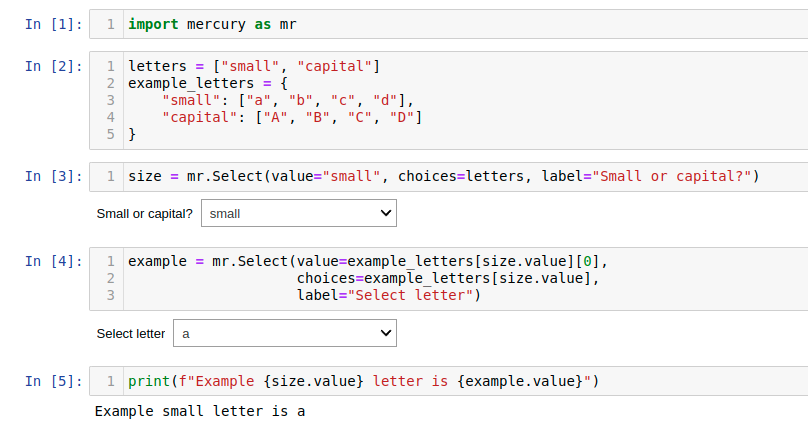 In [1]: 1 import mercury as mr
In [2]: 1 letters = ["small", "capital"]
2 example_letters = {
3     "small": ["a", "b", "c", "d"],
4     "capital": ["A", "B", "C", "D"]
5 }
In [3]: 1 size = mr.Select(value="small", choices=letters, label="Small or capital?")
Small or capital? small
In [4]: 1 example = mr.Select(value=example_letters[size.value][0],
2                     choices=example_letters[size.value],
3                     label="Select letter")
Select letter a
In [5]: 1 print(f"Example {size.value} letter is {example.value}")
Example small letter is a